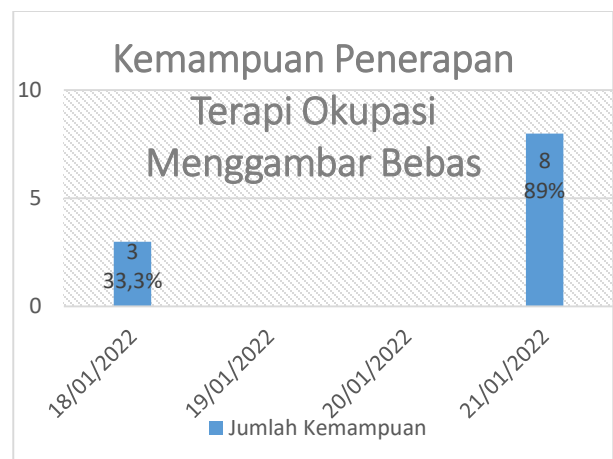 Kemampuan Penerapan
Terapi Okupasi
Menggambar Bebas
10
5
0
3
33,3%
8
89%
18/01/2022
19/01/2022
20/01/2022
21/01/2022
Jumlah Kemampuan